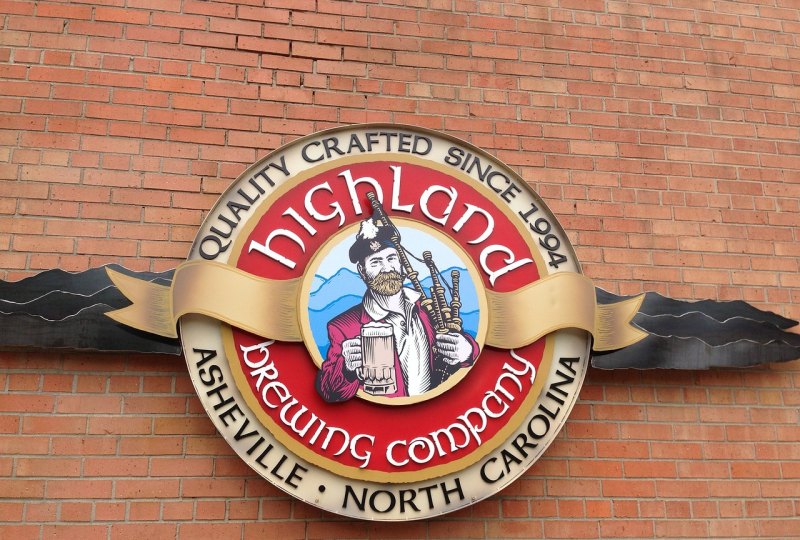 QUALITY CRAFTED SINCE 1994
highland
brewing company
ASHEVILLE • NORTH CAROLINA